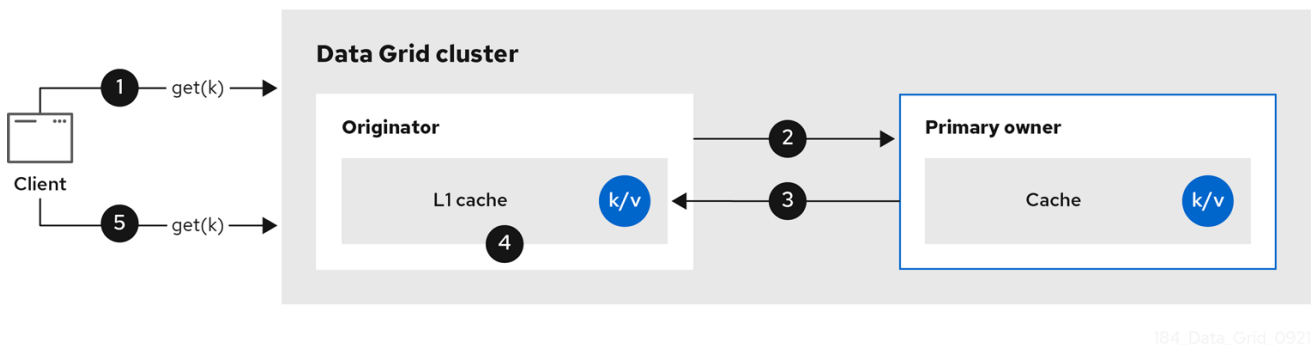 Data Grid cluster
1
get(k)
Originator
2
Primary owner
Client
L1 cache
k/v
3
Cache
k/v
5
get(k)
4
184_Data_Grid_0921